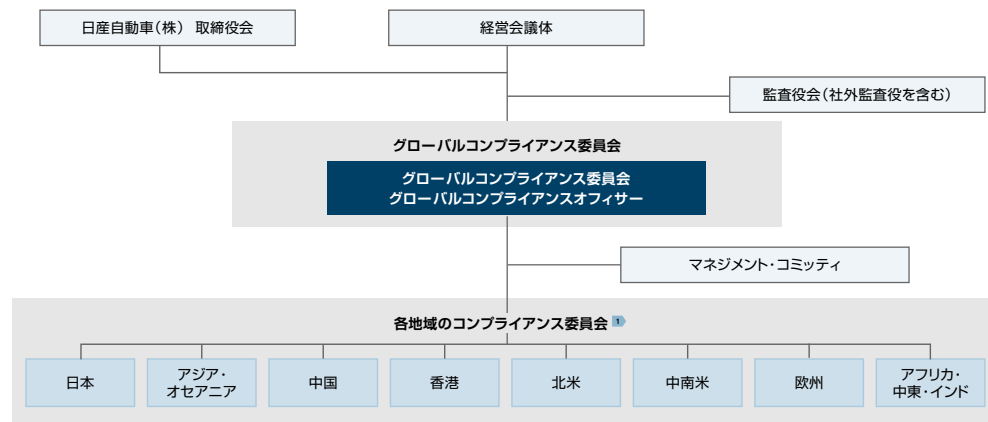 日産自動車（株） 取締役会
経営会議体
監査役会（社外監査役を含む）
グローバルコンプライアンス委員会
グローバルコンプライアンス委員会
グローバルコンプライアンスオフィサー
マネジメント・コミッティ
各地域のコンプライアンス委員会 1
日本
アジア・
オセアニア
中国
香港
北米
中南米
欧州
アフリカ・
中東・インド